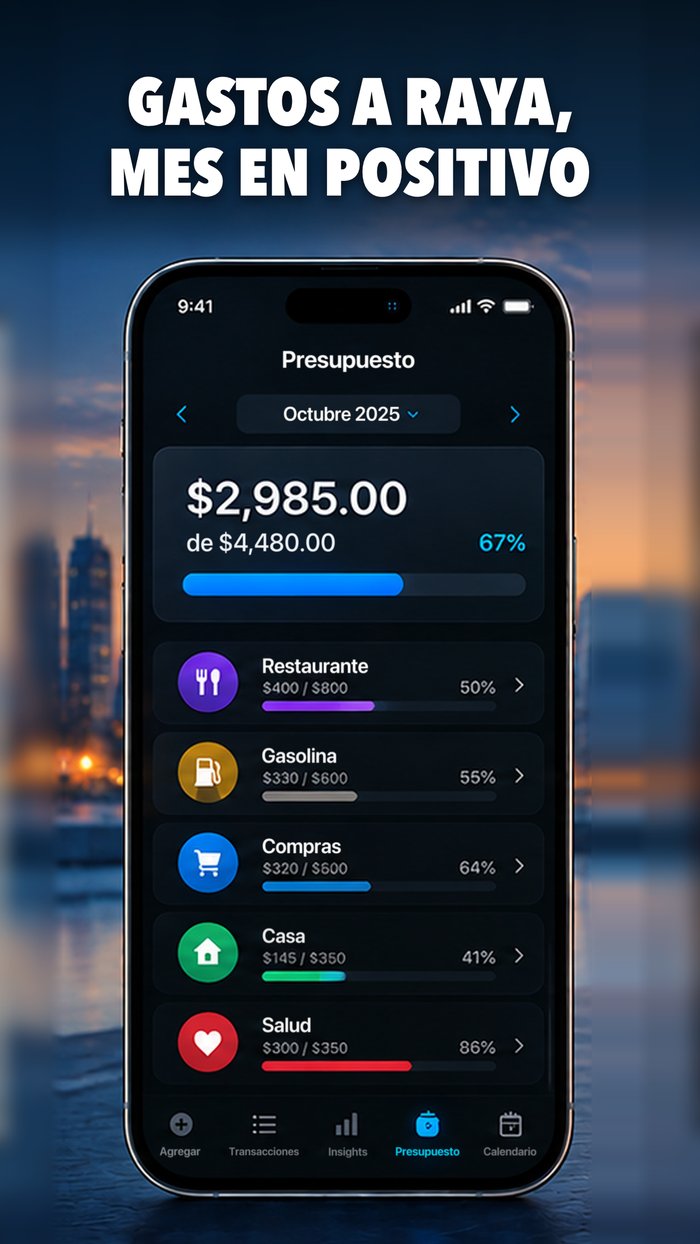 GASTOS A RAYA,
MES EN POSITIVO
9:41
Presupuesto
Octubre 2025
$2,985.00
de $4,480.00
67%
Restaurante
$400 / $800
50%
Gasolina
$330 / $600
55%
Compras
$320 / $600
64%
Casa
$145 / $350
41%
Salud
$300 / $350
86%
Agregar
Transacciones
Insights
Presupuesto
Calendario